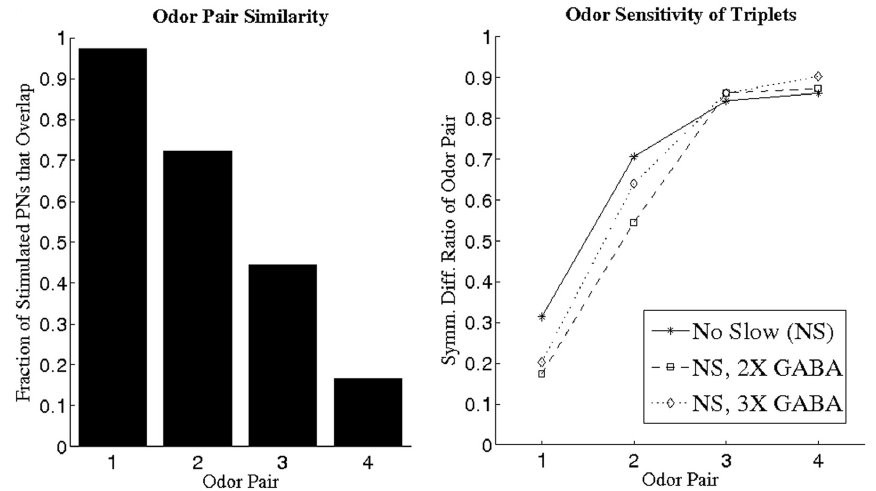 Odor Pair Similarity
Fraction of Stimulated PNs that Overlap
1
0.9
0.8
0.7
0.6
0.5
0.4
0.3
0.2
0.1
0
1 2 3 4
Odor Pair
Odor Sensitivity of Triplets
Symm. Diff. Ratio of Odor Pair
1
0.9
0.8
0.7
0.6
0.5
0.4
0.3
0.2
0.1
0
No Slow (NS)
NS, 2X GABA
NS, 3X GABA
1 2 3 4
Odor Pair